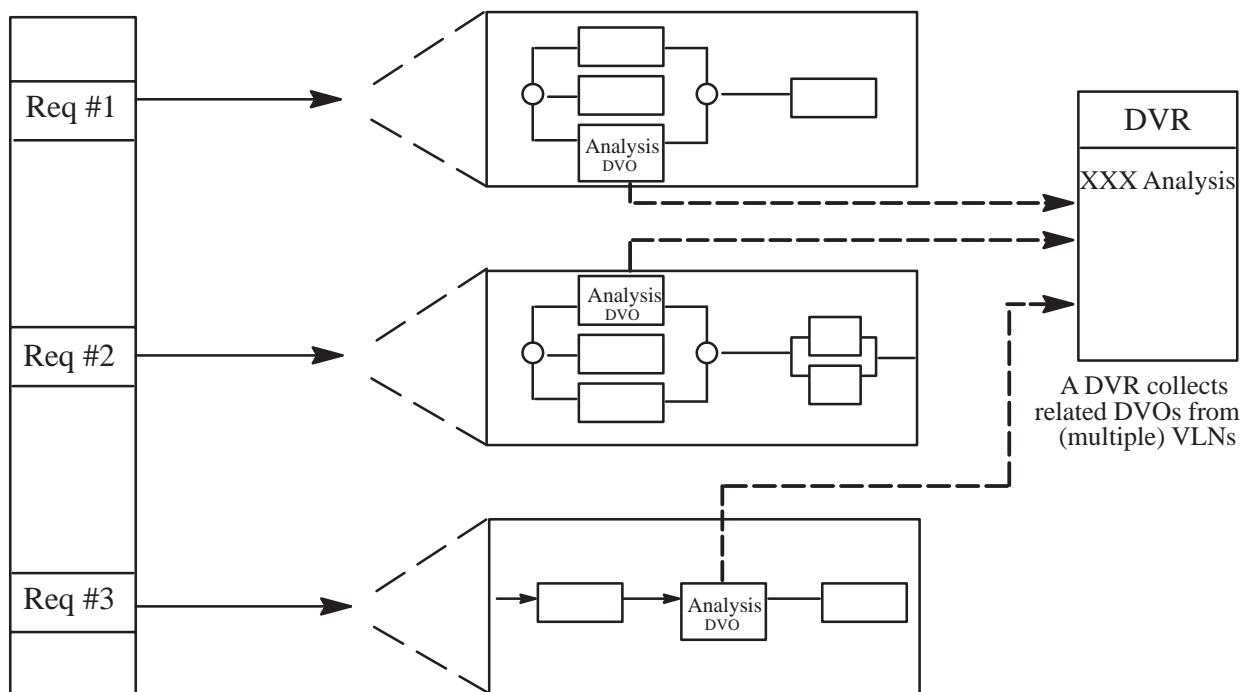 Req #1
Analysis
DVO
DVR
XXX Analysis
Req #2
Analysis
DVO
A DVR collects
related DVOs from
(multiple) VLNs
Req #3
Analysis
DVO